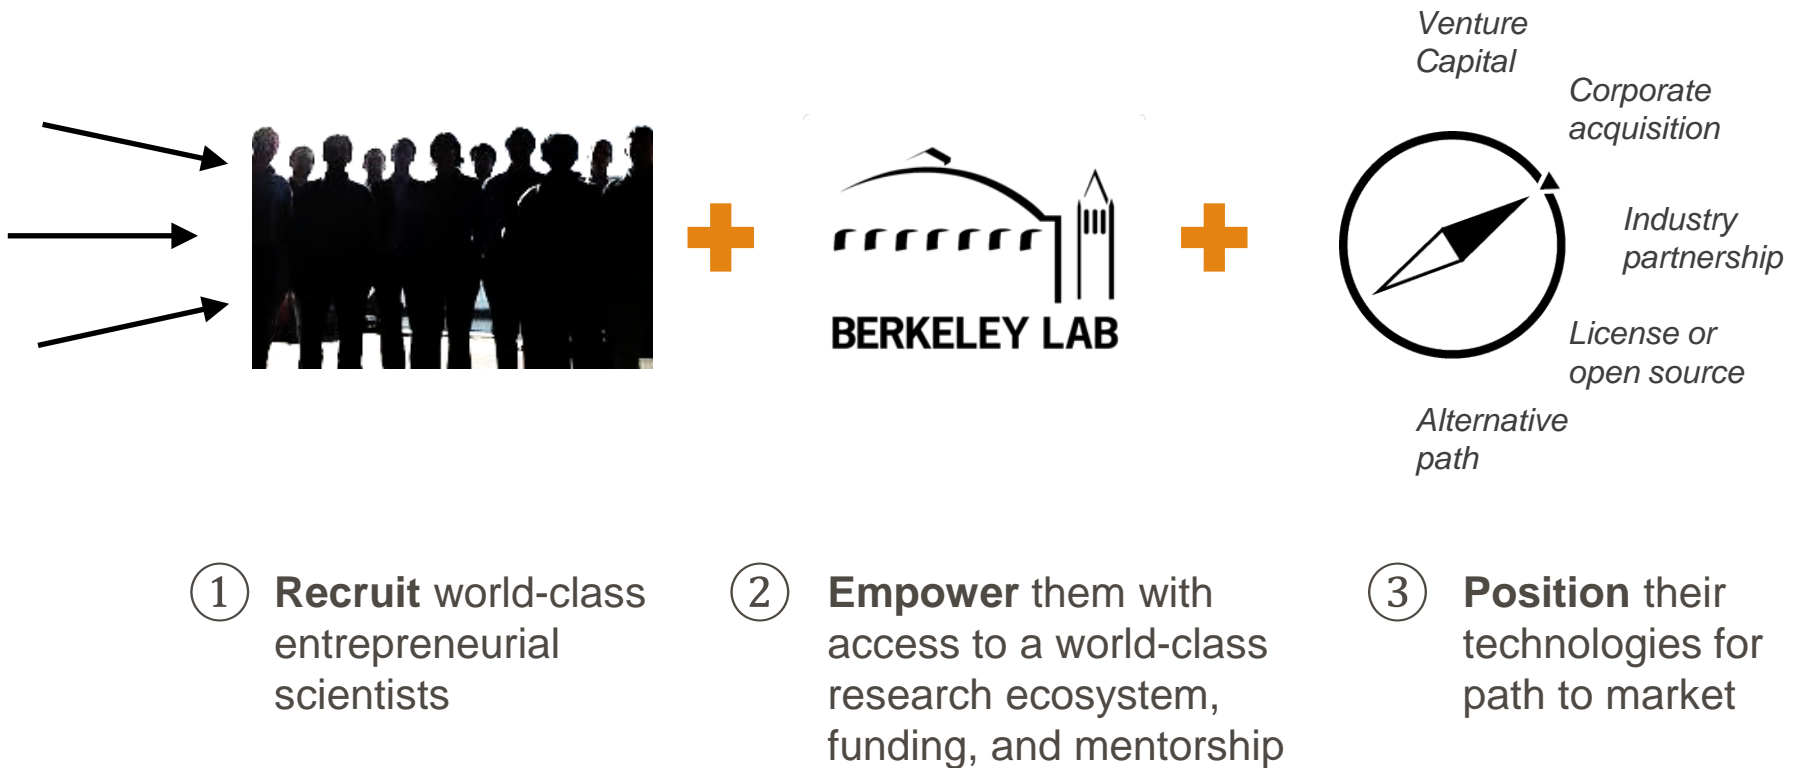 Venture
Capital
Corporate
acquisition
Industry
partnership
License or
open source
Alternative
path
BERKELEY LAB
1 Recruit world-class
entrepreneurial
scientists
2 Empower them with
access to a world-class
research ecosystem,
funding, and mentorship
3 Position their
technologies for
path to market